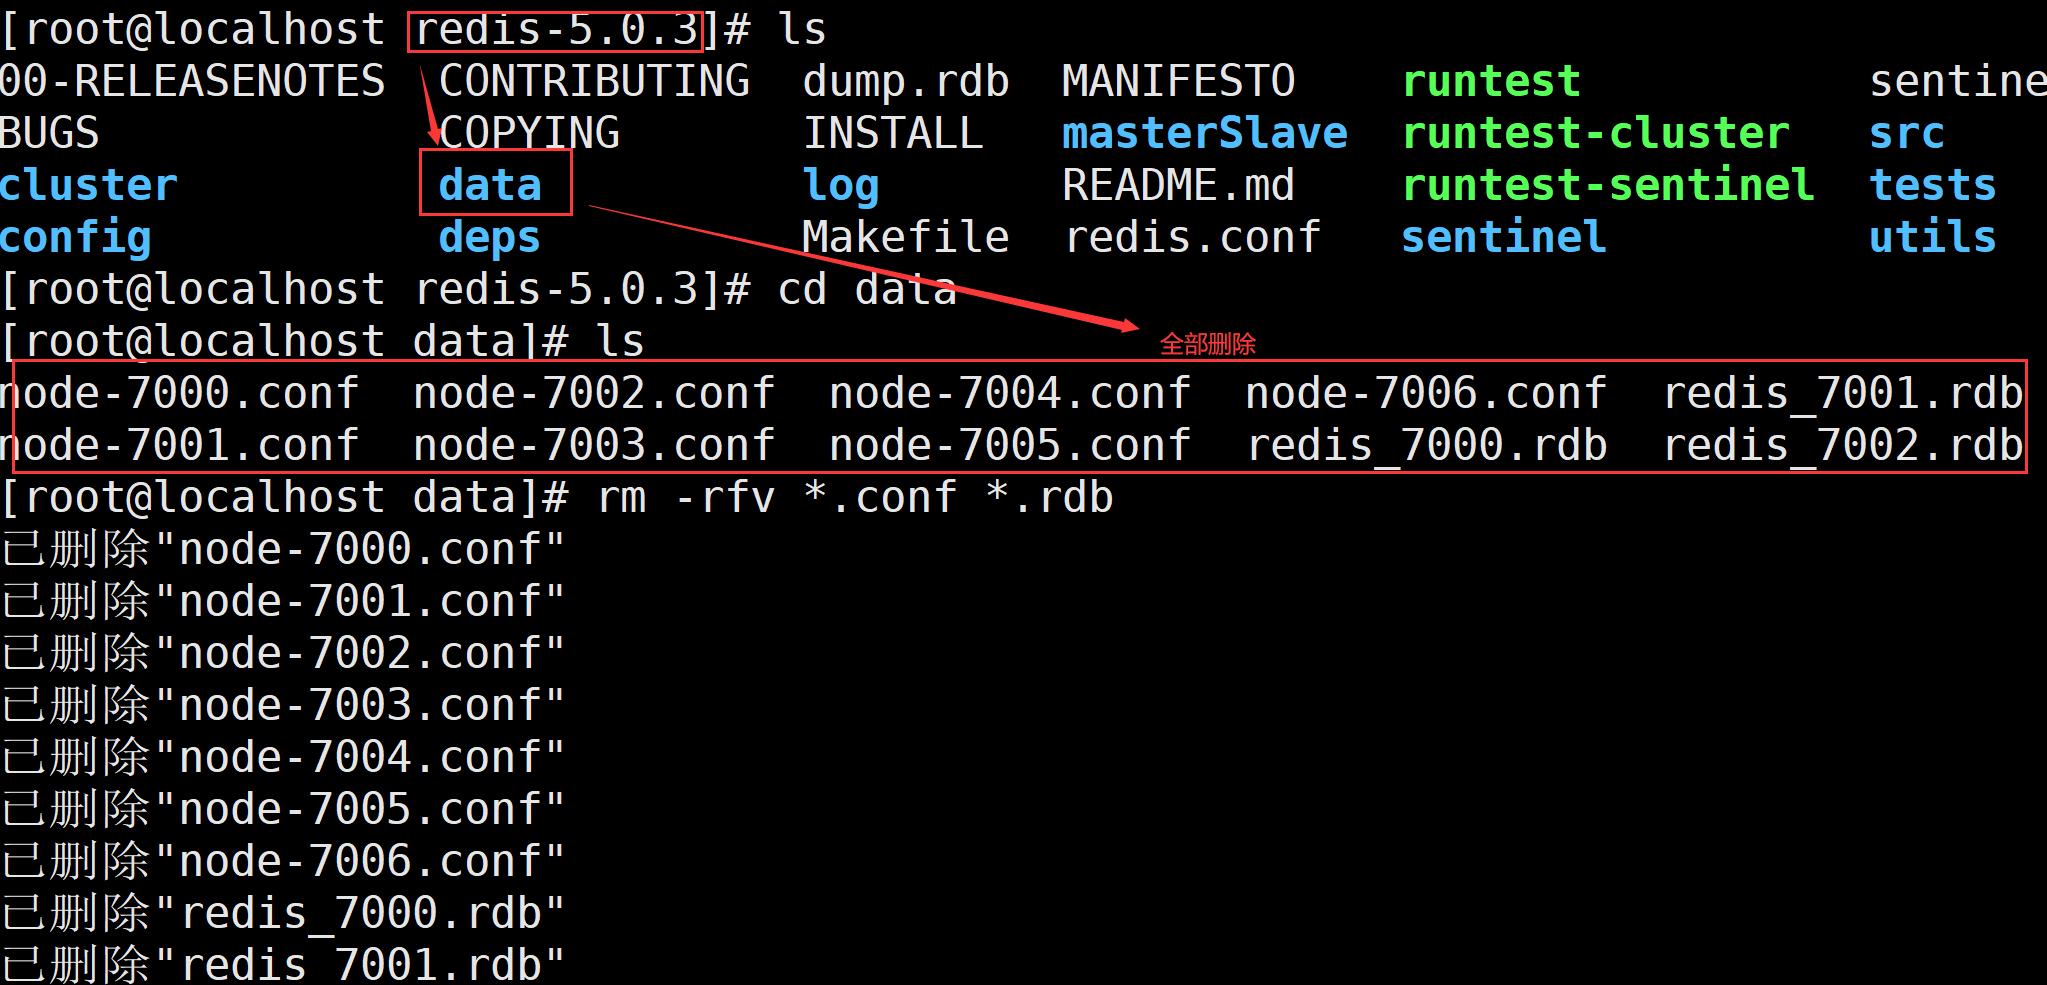 [root@localhost redis-5.0.3]# ls
00-RELEASENOTES  CONTRIBUTING  dump.rdb  MANIFESTO    runtest           sentine
BUGS             COPYING       INSTALL   masterSlave  runtest-cluster   src
cluster          data          log       README.md    runtest-sentinel  tests
config           deps          Makefile  redis.conf   sentinel          utils
[root@localhost redis-5.0.3]# cd data
[root@localhost data]# ls
全部删除
node-7000.conf  node-7002.conf  node-7004.conf  node-7006.conf  redis_7001.rdb
node-7001.conf  node-7003.conf  node-7005.conf  redis_7000.rdb  redis_7002.rdb
[root@localhost data]# rm -rfv *.conf *.rdb
已删除"node-7000.conf"
已删除"node-7001.conf"
已删除"node-7002.conf"
已删除"node-7003.conf"
已删除"node-7004.conf"
已删除"node-7005.conf"
已删除"node-7006.conf"
已删除"redis_7000.rdb"
已删除"redis_7001.rdb"